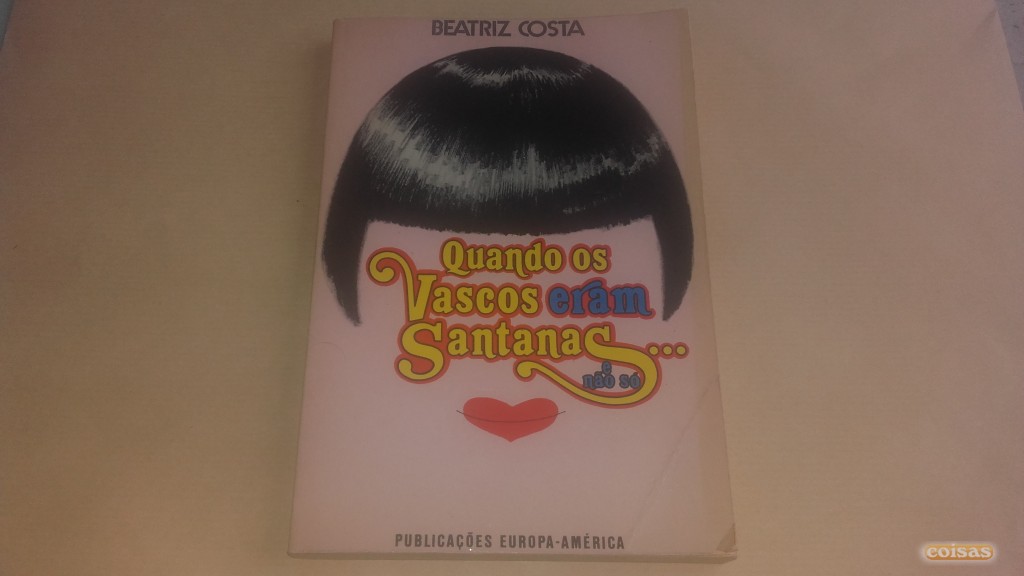 BEATRIZ COSTA
Quando os
Vascos eram
Santanas...
e
não só
PUBLICAÇÕES EUROPA-AMÉRICA
coisas